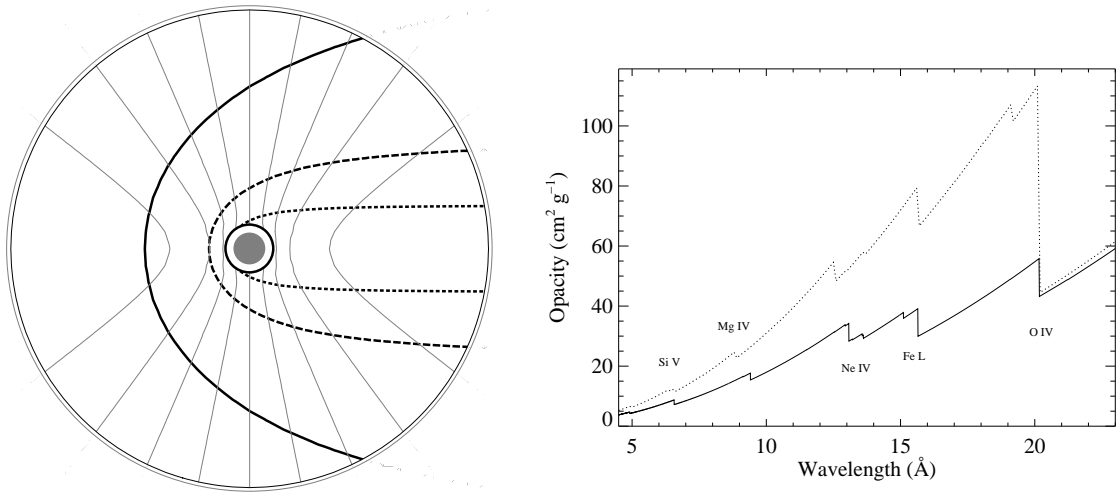 100
80
60
40
20
0
Opacity (cm² g⁻¹)
Si V
Mg IV
Ne IV
Fe L
O IV
5 10 15 20
Wavelength (Å)